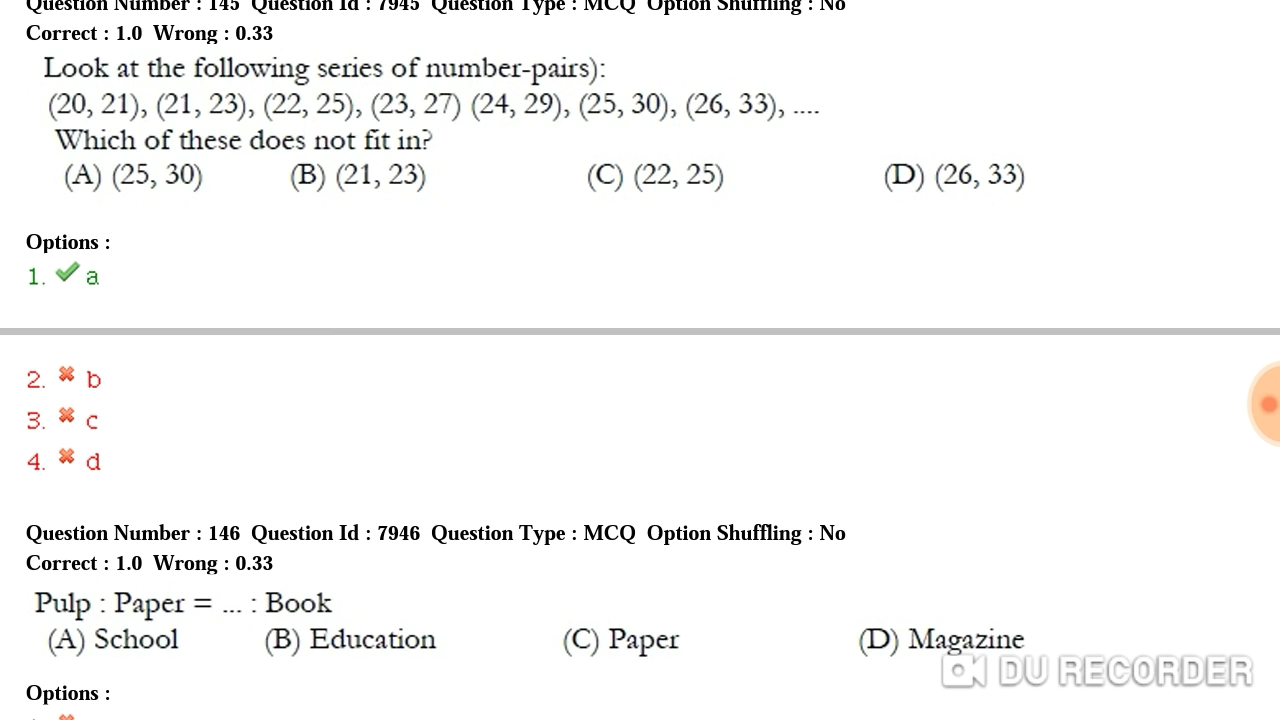 Question Number : 145 Question Id : 7945 Question Type : MCQ Option Shuffling : No
Correct : 1.0 Wrong : 0.33
Look at the following series of number-pairs):
(20, 21), (21, 23), (22, 25), (23, 27) (24, 29), (25, 30), (26, 33), ....
Which of these does not fit in?
(A) (25, 30) (B) (21, 23) (C) (22, 25) (D) (26, 33)
Options :
1. a
2. b
3. c
4. d
Question Number : 146 Question Id : 7946 Question Type : MCQ Option Shuffling : No
Correct : 1.0 Wrong : 0.33
Pulp : Paper = ... : Book
(A) School (B) Education (C) Paper (D) Magazine
DU RECORDER
Options :